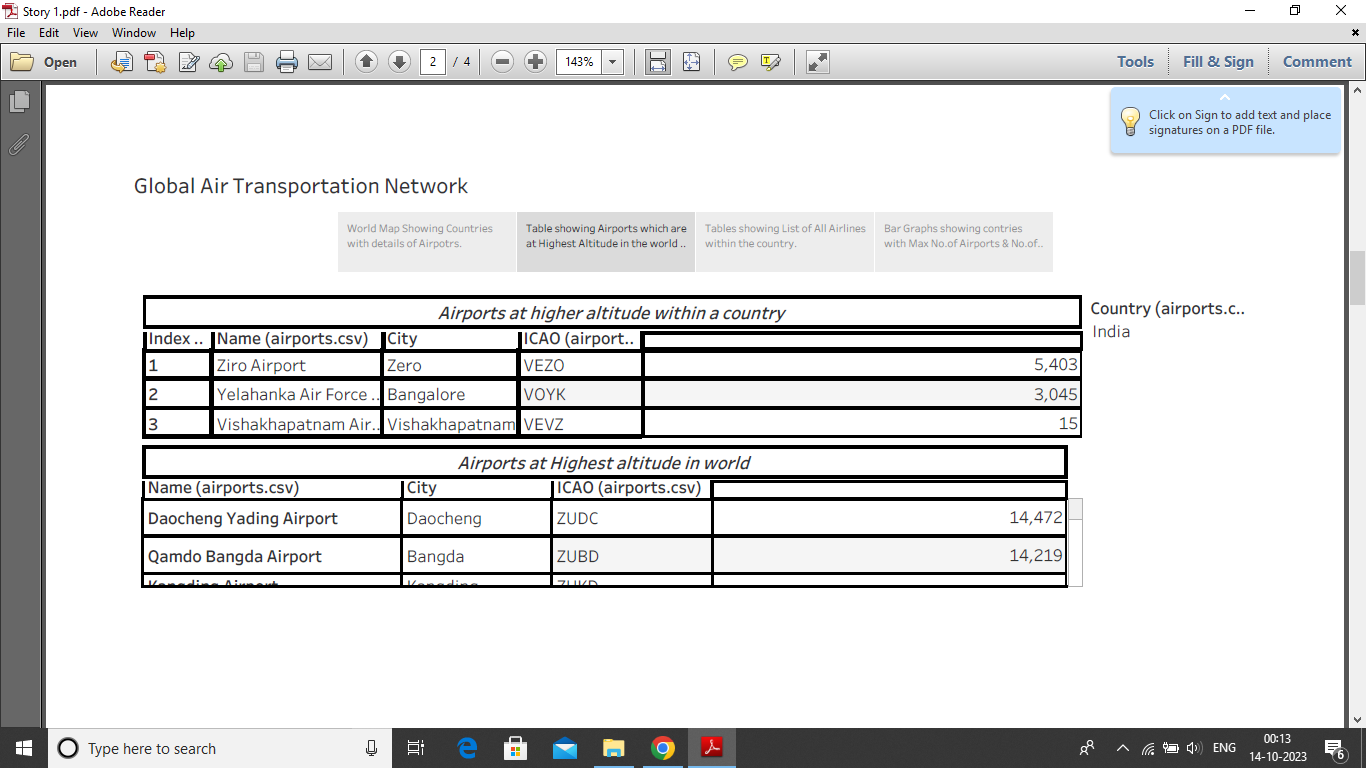 Story 1.pdf - Adobe Reader
File Edit View Window Help
Open 2 / 4 143% Tools Fill & Sign Comment
Click on Sign to add text and place
signatures on a PDF file.
Global Air Transportation Network
World Map Showing Countries
with details of Airpotrs.
Table showing Airports which are
at Highest Altitude in the world ..
Tables showing List of All Airlines
within the country.
Bar Graphs showing contries
with Max No.of Airports & No.of..
Airports at higher altitude within a country
Country (airports.c..
India
Index .. Name (airports.csv) City ICAO (airport..
1 Ziro Airport Zero VEZO 5,403
2 Yelahanka Air Force .. Bangalore VOYK 3,045
3 Vishakhapatnam Air.. Vishakhapatnam VEVZ 15
Airports at Highest altitude in world
Name (airports.csv) City ICAO (airports.csv)
Daocheng Yading Airport Daocheng ZUDC 14,472
Qamdo Bangda Airport Bangda ZUBD 14,219
Kangding Airport Kangding ZUKD
Type here to search
ENG
00:13
14-10-2023
6